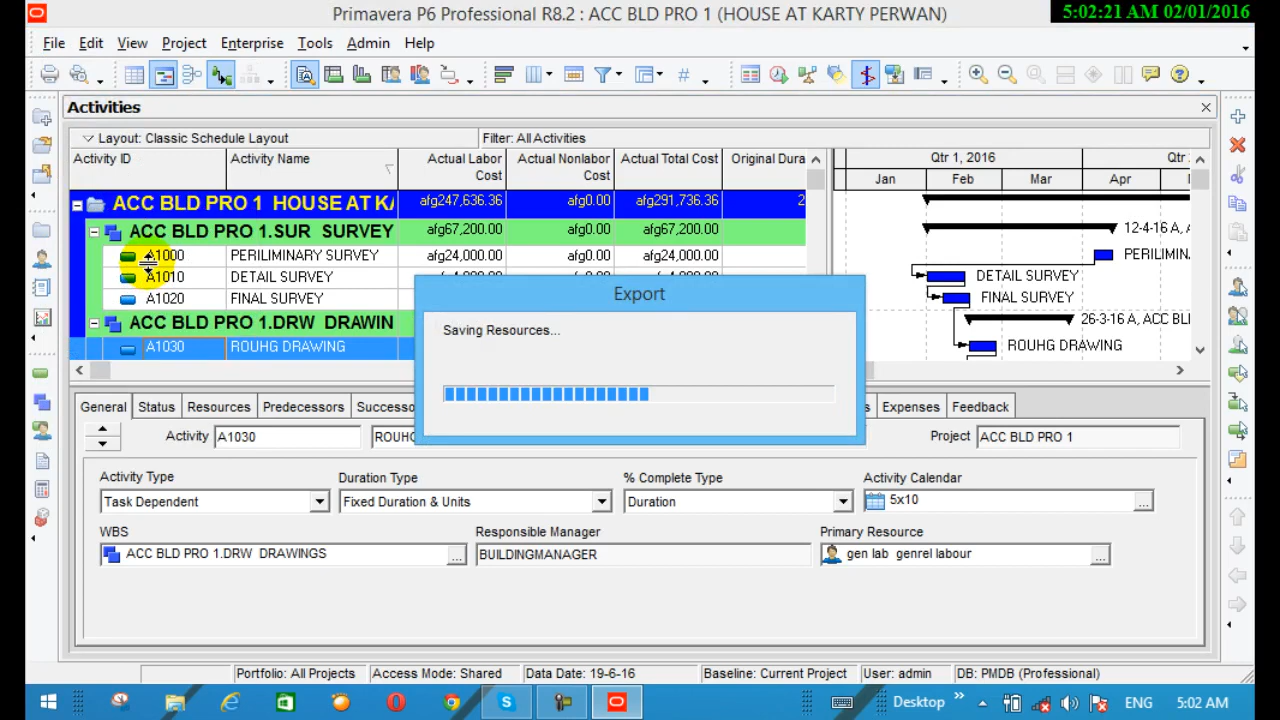 Primavera P6 Professional R8.2 : ACC BLD PRO 1 (HOUSE AT KARTY PERWAN)
5:02:21 AM 02/01/2016
File Edit View Project Enterprise Tools Admin Help
Activities
Layout: Classic Schedule Layout Filter: All Activities
Activity ID Activity Name Actual Labor Cost Actual Nonlabor Cost Actual Total Cost Original Dura
Qtr 1, 2016 Qt
Jan Feb Mar Apr
ACC BLD PRO 1 HOUSE AT KA afg247,636.36 afg0.00 afg291,736.36 2
ACC BLD PRO 1.SUR SURVEY afg67,200.00 afg0.00 afg67,200.00 12-4-16 A, A
A1000 PERILIMINARY SURVEY afg24,000.00 afg0.00 afg24,000.00 PERILIMIN
A1010 DETAIL SURVEY DETAIL SURVEY
A1020 FINAL SURVEY FINAL SURVEY
ACC BLD PRO 1.DRW DRAWIN 26-3-16 A, ACC BL
A1030 ROUHG DRAWING ROUHG DRAWING
Export
Saving Resources...
General Status Resources Predecessors Successo s Expenses Feedback
Activity A1030 ROUHG Project ACC BLD PRO 1
Activity Type Duration Type % Complete Type Activity Calendar
Task Dependent Fixed Duration & Units Duration 5x10 ...
WBS Responsible Manager Primary Resource
ACC BLD PRO 1.DRW DRAWINGS ... BUILDINGMANAGER gen lab genrel labour ...
Portfolio: All Projects Access Mode: Shared Data Date: 19-6-16 Baseline: Current Project User: admin DB: PMDB (Professional)
Desktop » ENG 5:02 AM